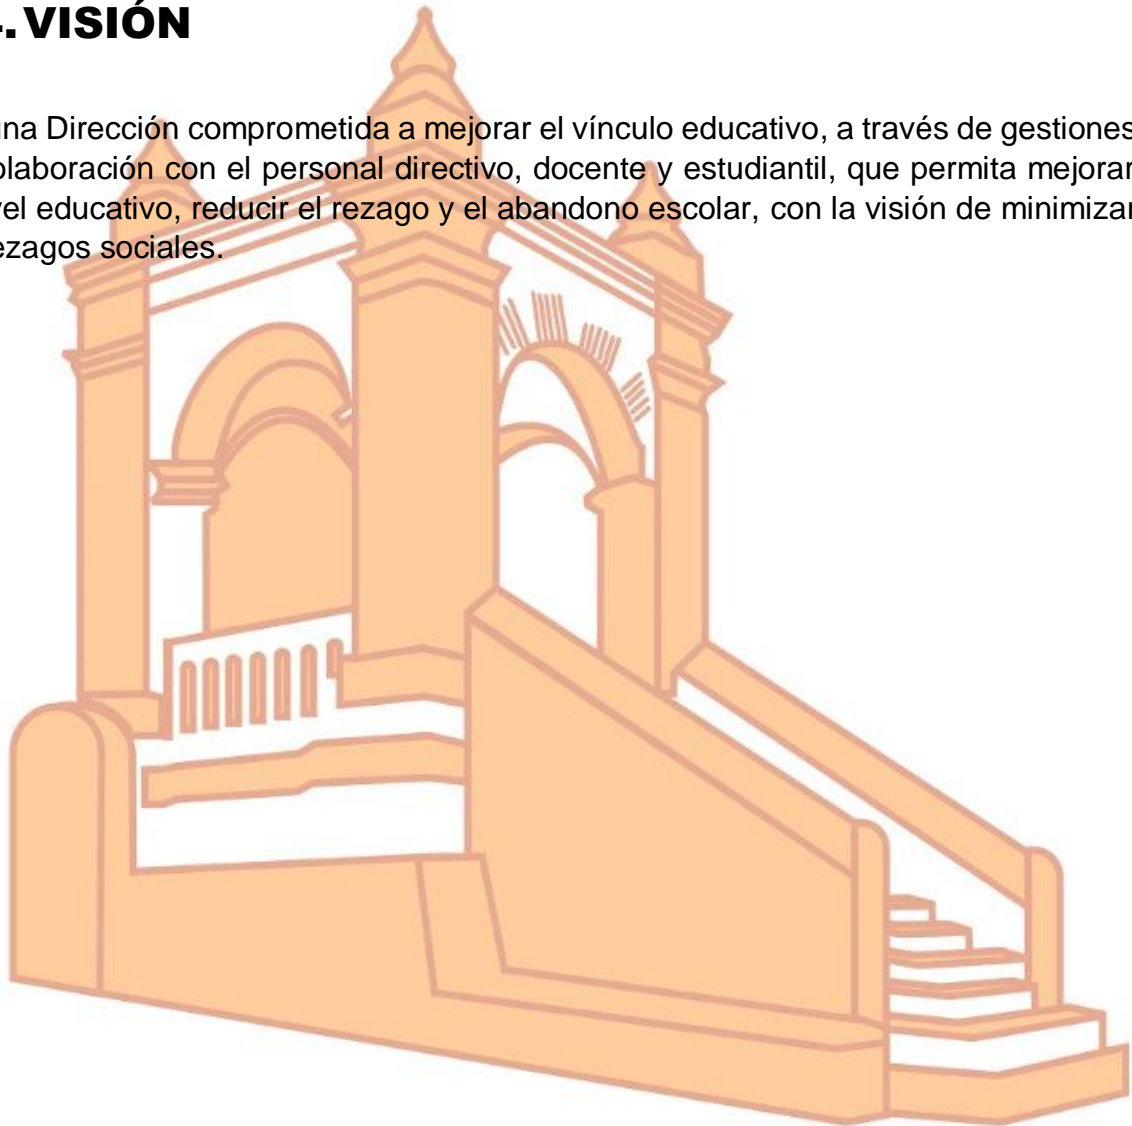 . VISIÓN
una Dirección comprometida a mejorar el vínculo educativo, a través de gestiones
olaboración con el personal directivo, docente y estudiantil, que permita mejorar
vel educativo, reducir el rezago y el abandono escolar, con la visión de minimizar
ezagos sociales.